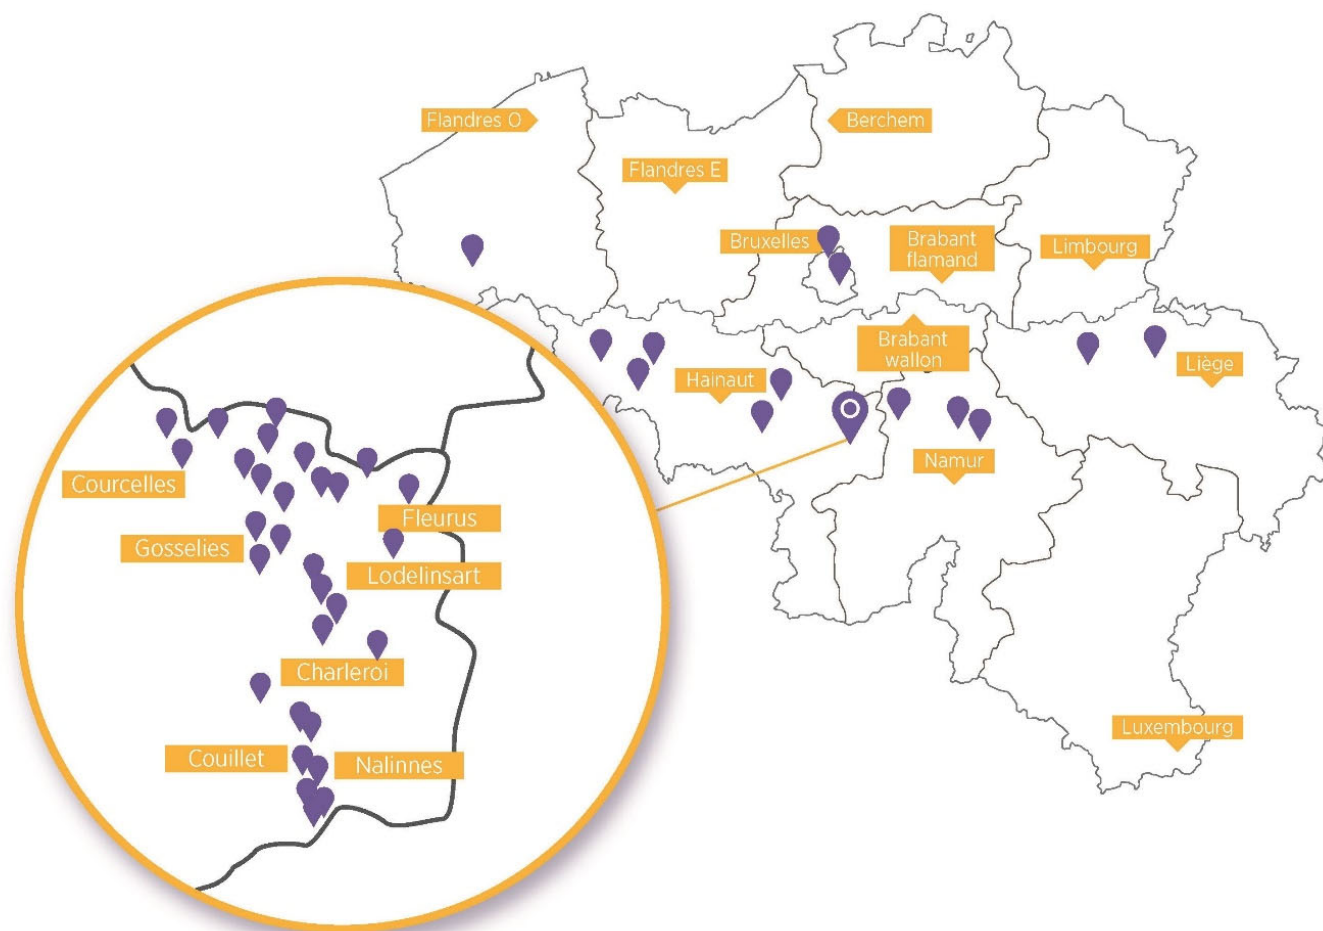 Flandres O
Berchem
Flandres E
Bruxelles
Brabant
flamand
Limbourg
Brabant
wallon
Liège
Hainaut
Namur
Luxembourg
Courcelles
Fleurus
Gosselies
Lodelinsart
Charleroi
Couillet
Nalinnes